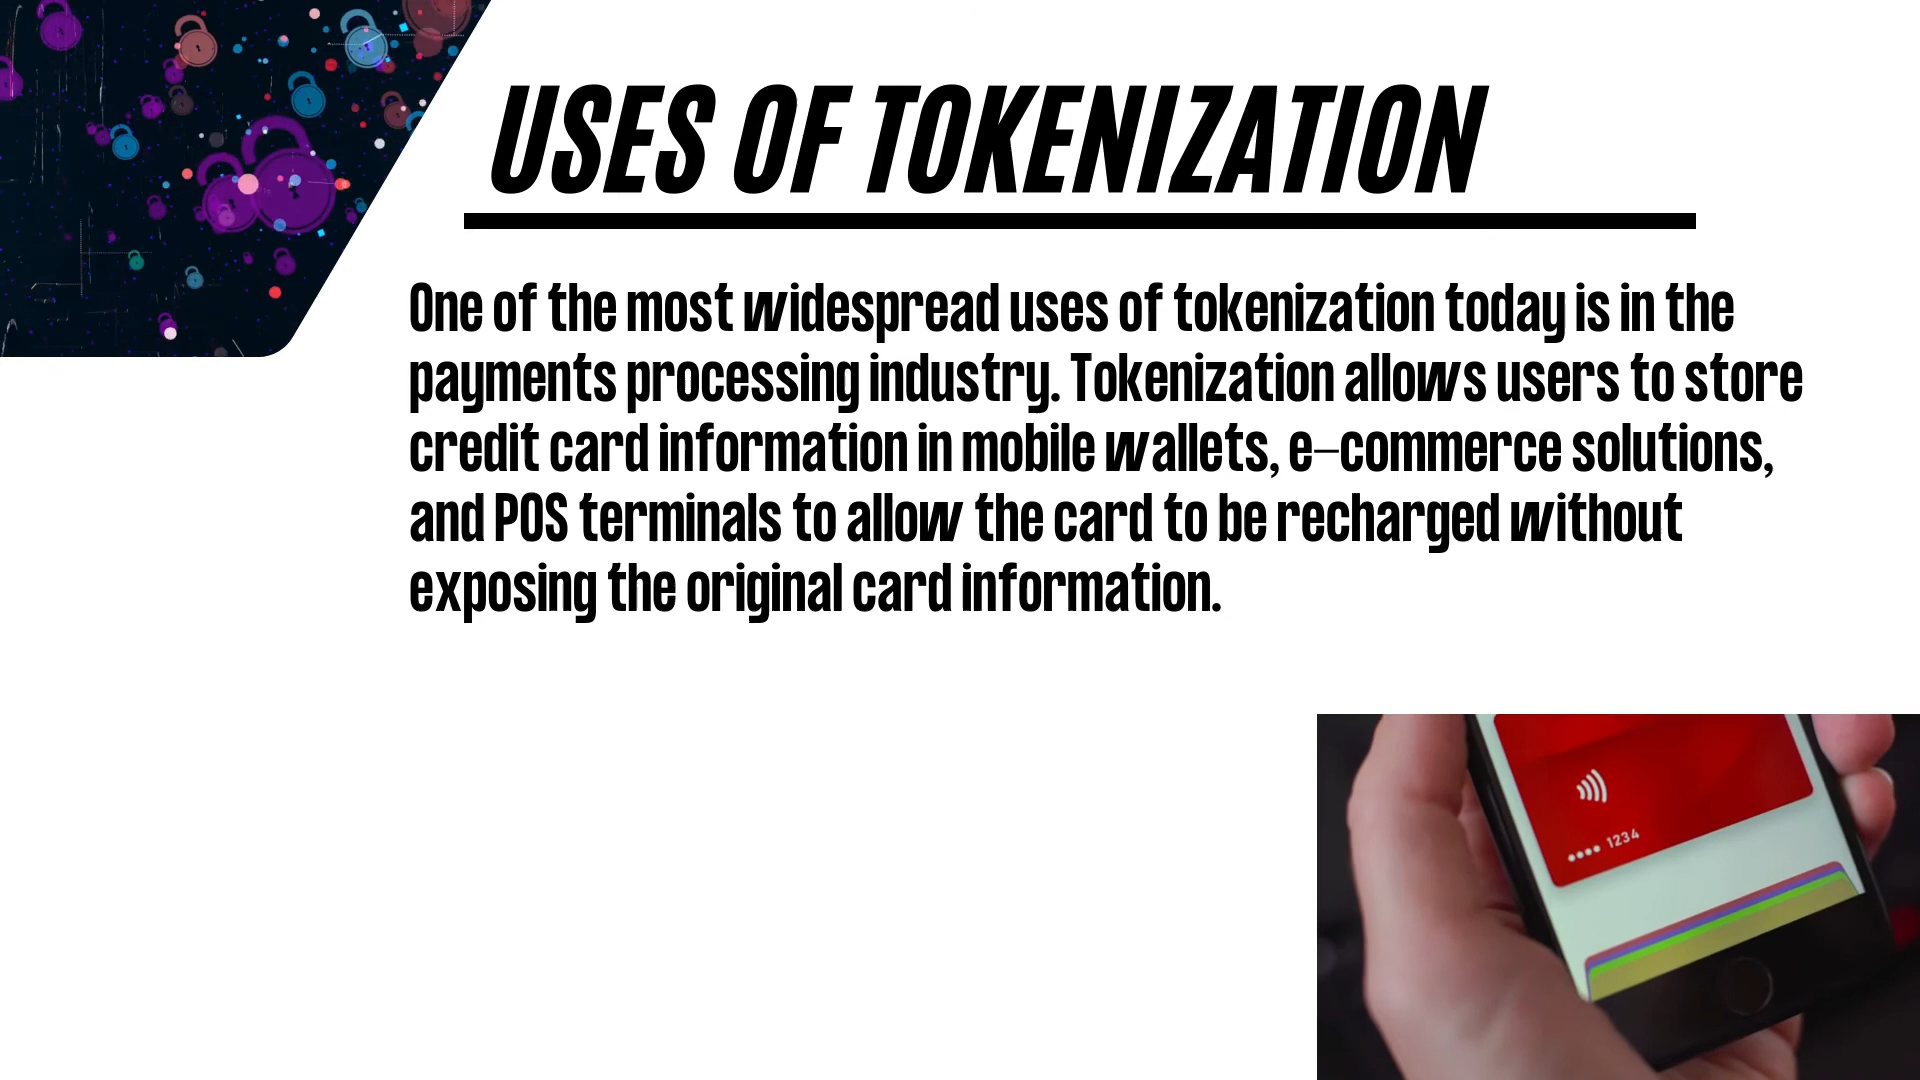 USES OF TOKENIZATION
One of the most widespread uses of tokenization today is in the
payments processing industry. Tokenization allows users to store
credit card information in mobile wallets, e-commerce solutions,
and POS terminals to allow the card to be recharged without
exposing the original card information.
•••• 1234